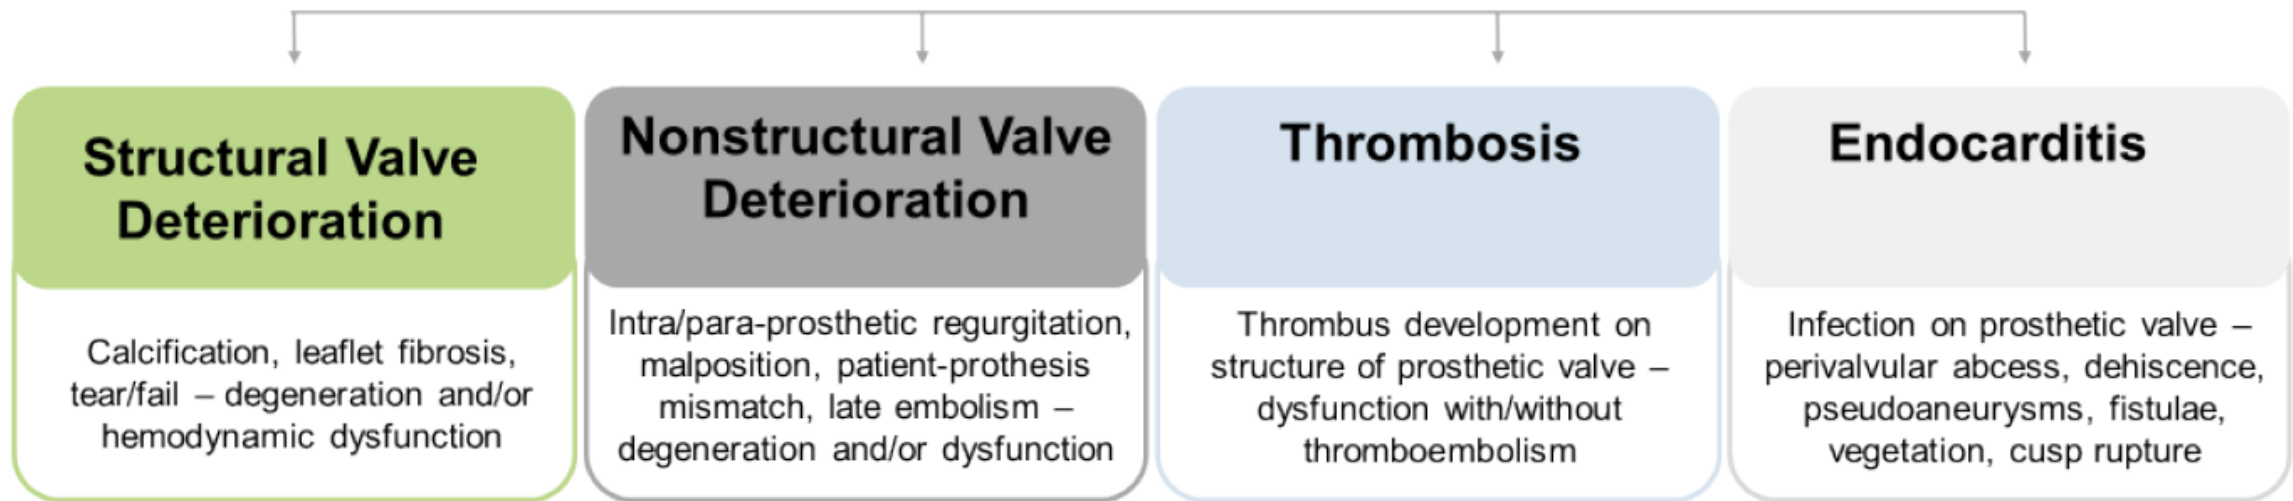 Structural Valve
Deterioration
Calcification, leaflet fibrosis,
tear/fail – degeneration and/or
hemodynamic dysfunction
Nonstructural Valve
Deterioration
Intra/para-prosthetic regurgitation,
malposition, patient-prothesis
mismatch, late embolism –
degeneration and/or dysfunction
Thrombosis
Thrombus development on
structure of prosthetic valve –
dysfunction with/without
thromboembolism
Endocarditis
Infection on prosthetic valve –
perivalvular abcess, dehiscence,
pseudoaneurysms, fistulae,
vegetation, cusp rupture